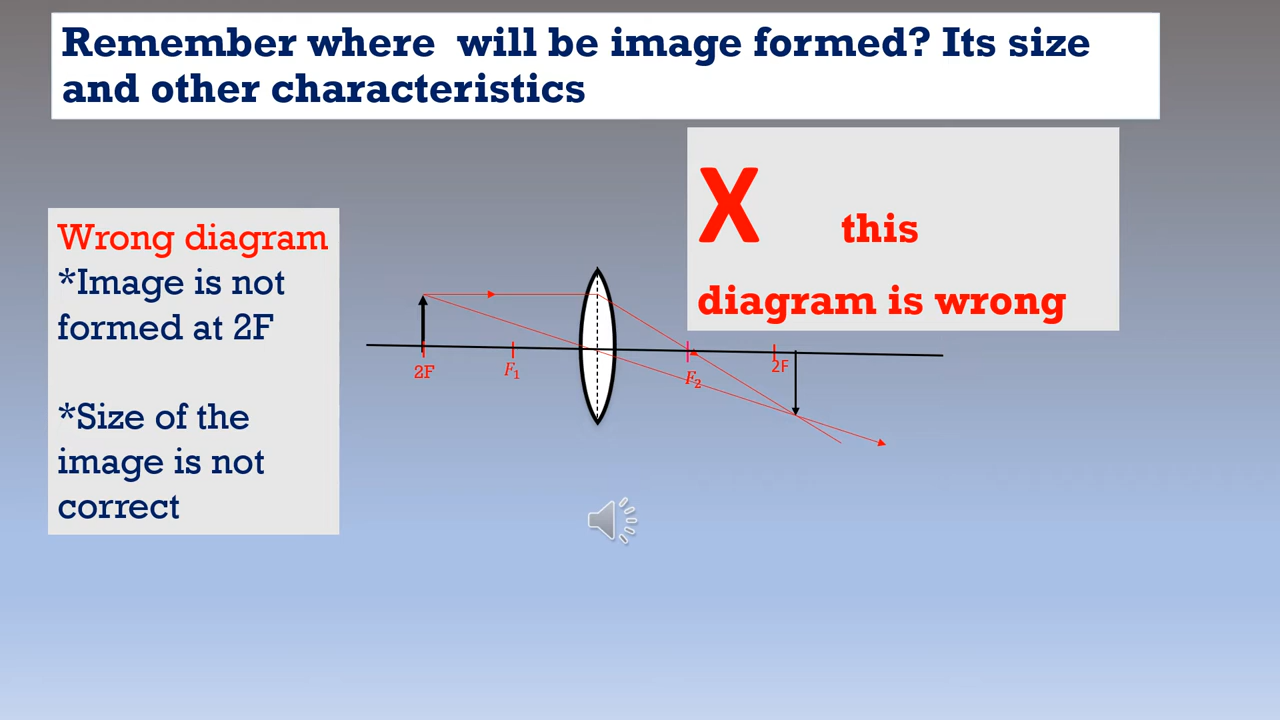 Remember where  will be image formed? Its size
and other characteristics
X this
diagram is wrong
Wrong diagram
*Image is not
formed at 2F
*Size of the
image is not
correct
2F
F₁
F₂
2F